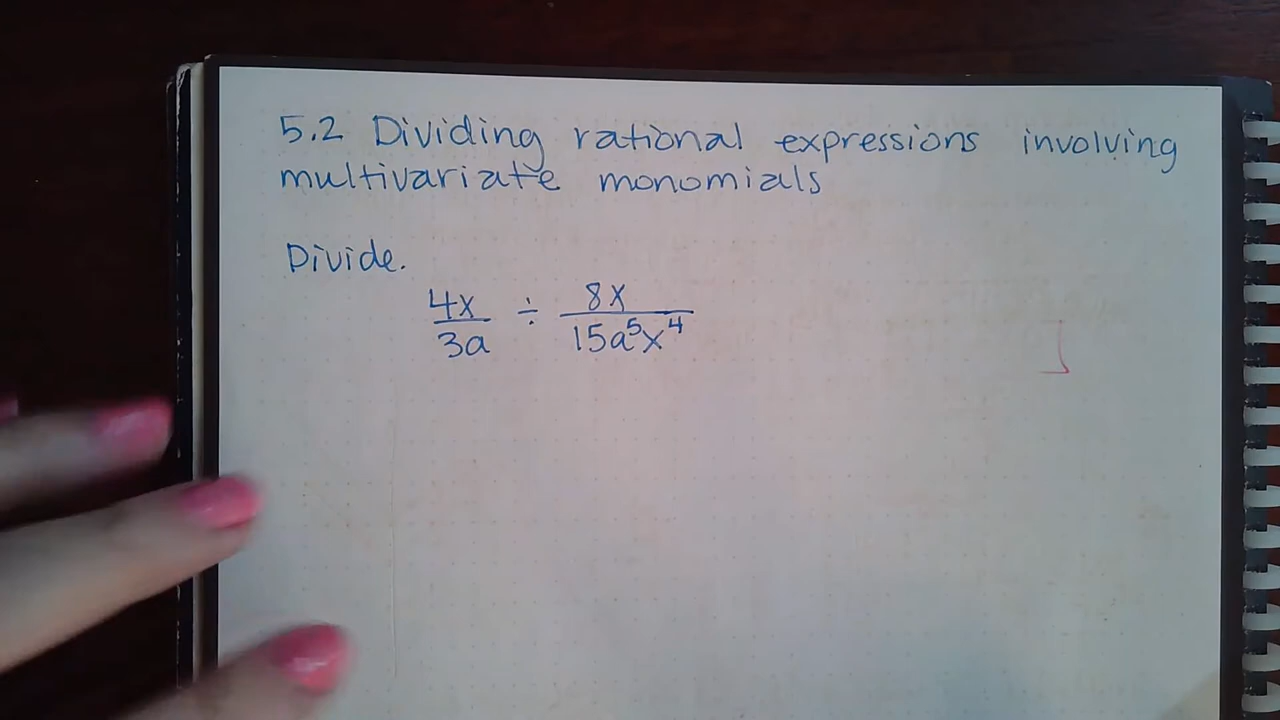 5.2 Dividing rational expressions involving
multivariate monomials
Divide.
4x/3a ÷ 8x/15a⁵x⁴